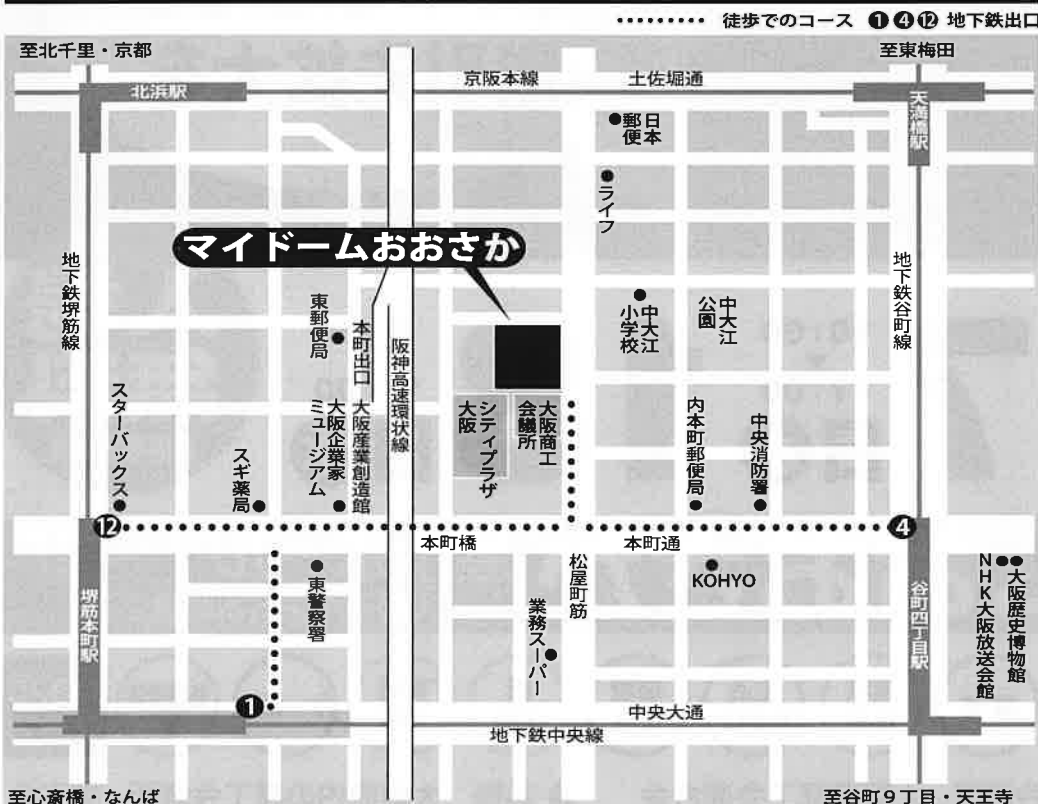 徒歩でのコース ❶❹⓬ 地下鉄出口
至北千里・京都
至東梅田
京阪本線
土佐堀通
北浜駅
天満橋駅
日本
郵便
ライフ
マイドームおおさか
地下鉄堺筋線
地下鉄谷町線
東郵便局
本町出口
阪神高速環状線
中大江
小学校
中大江
公園
スターバックス
スギ薬局
大阪企業家
ミュージアム
大阪産業創造館
シティプラザ
大阪
大阪商工
会議所
内本町郵便局
中央消防署
⓬
❹
本町橋
本町通
東警察署
松屋町筋
KOHYO
業務スーパー
堺筋本町駅
谷町四丁目駅
大阪歴史博物館
NHK大阪放送会館
❶
中央大通
地下鉄中央線
至心斎橋・なんば
至谷町9丁目・天王寺